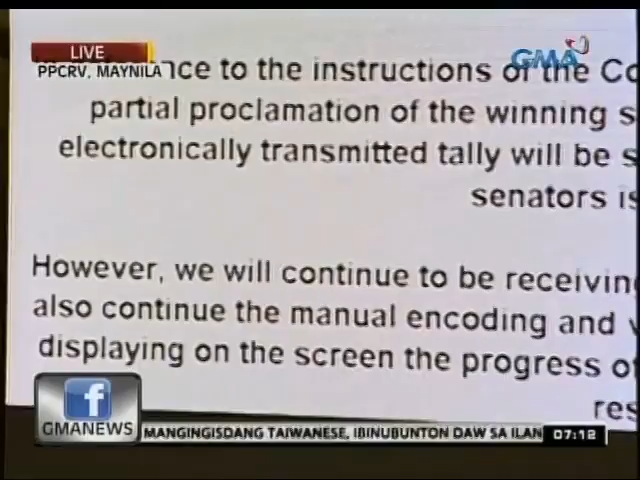 LIVE
GMA
PPCRV, MAYNILA
nce to the instructions of the Co
partial proclamation of the winning s
electronically transmitted tally will be s
senators is
However, we will continue to be receivin
also continue the manual encoding and
displaying on the screen the progress of
res
f
GMANEWS
MANGINGISDANG TAIWANESE, IBINUBUNTON DAW SA ILAN
07:12